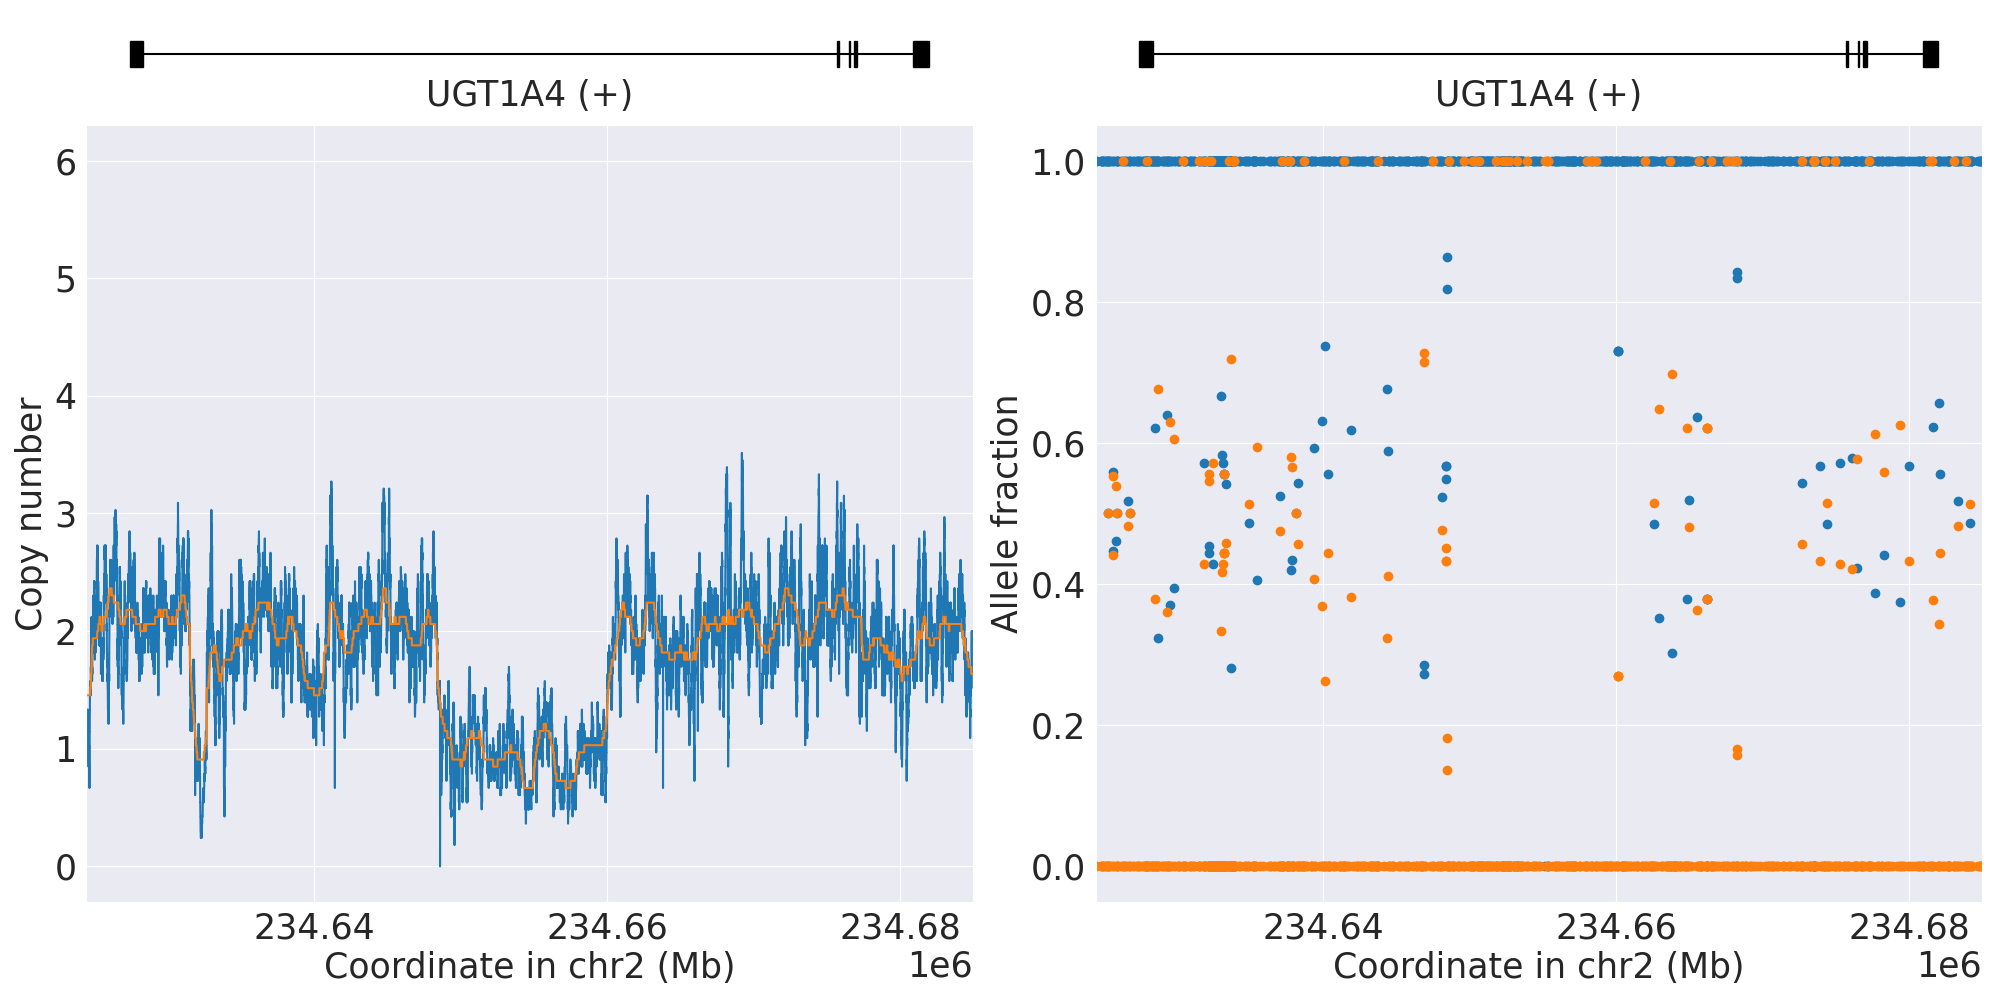 UGT1A4 (+)
6
5
4
3
2
1
0
Copy number
234.64
234.66
234.68
Coordinate in chr2 (Mb)
1e6
UGT1A4 (+)
1.0
0.8
0.6
0.4
0.2
0.0
Allele fraction
234.64
234.66
234.68
Coordinate in chr2 (Mb)
1e6